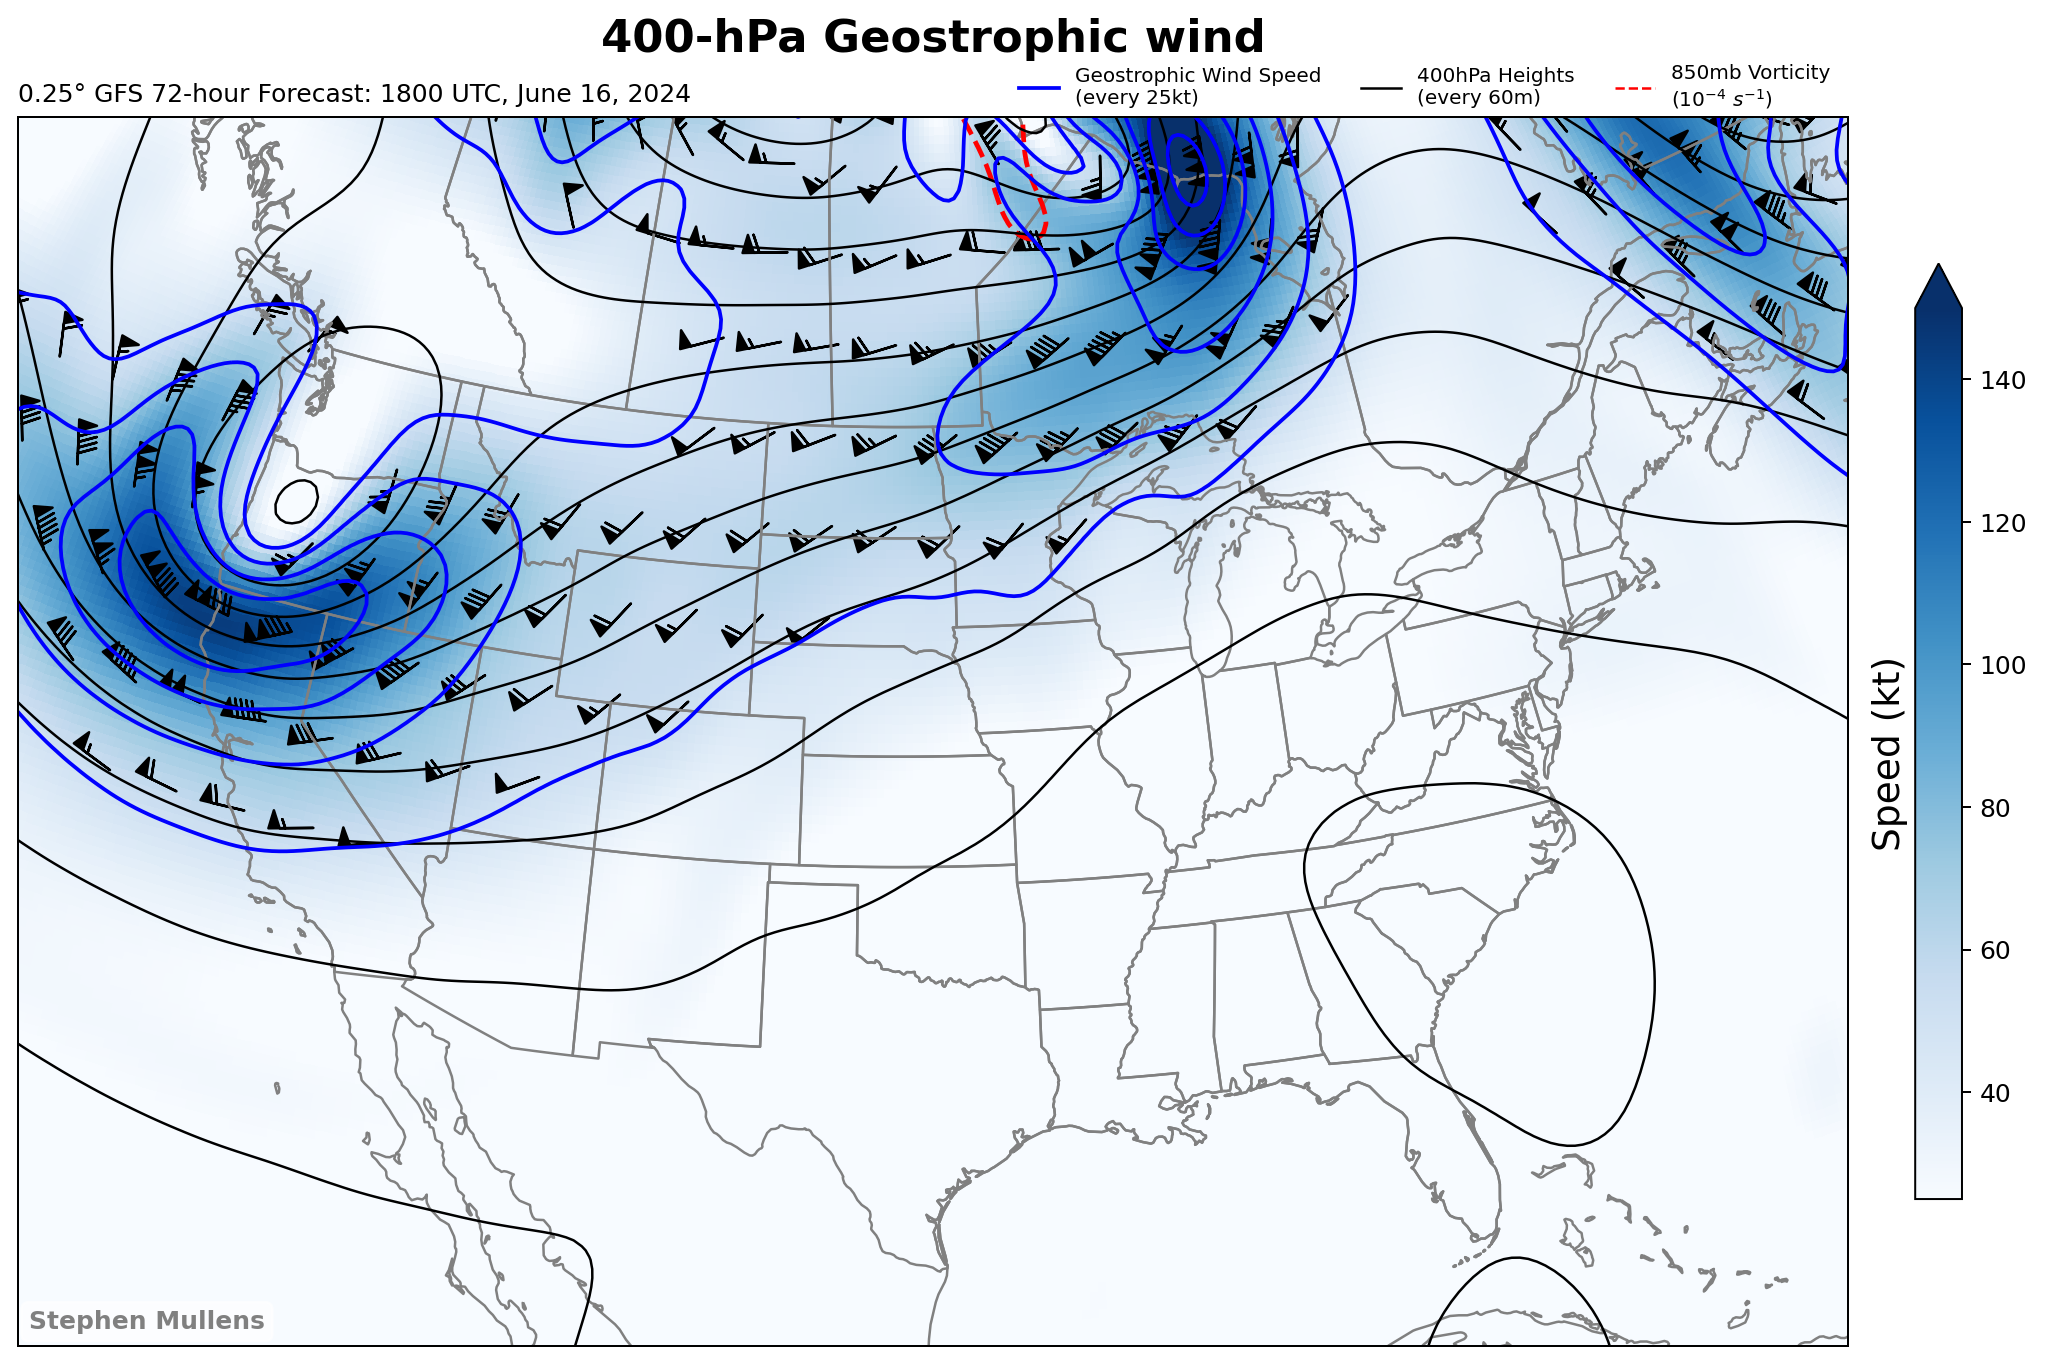 400-hPa Geostrophic wind
0.25° GFS 72-hour Forecast: 1800 UTC, June 16, 2024
Geostrophic Wind Speed
(every 25kt)
400hPa Heights
(every 60m)
850mb Vorticity
(10⁻⁴ s⁻¹)
140
120
100
80
60
40
Speed (kt)
Stephen Mullens